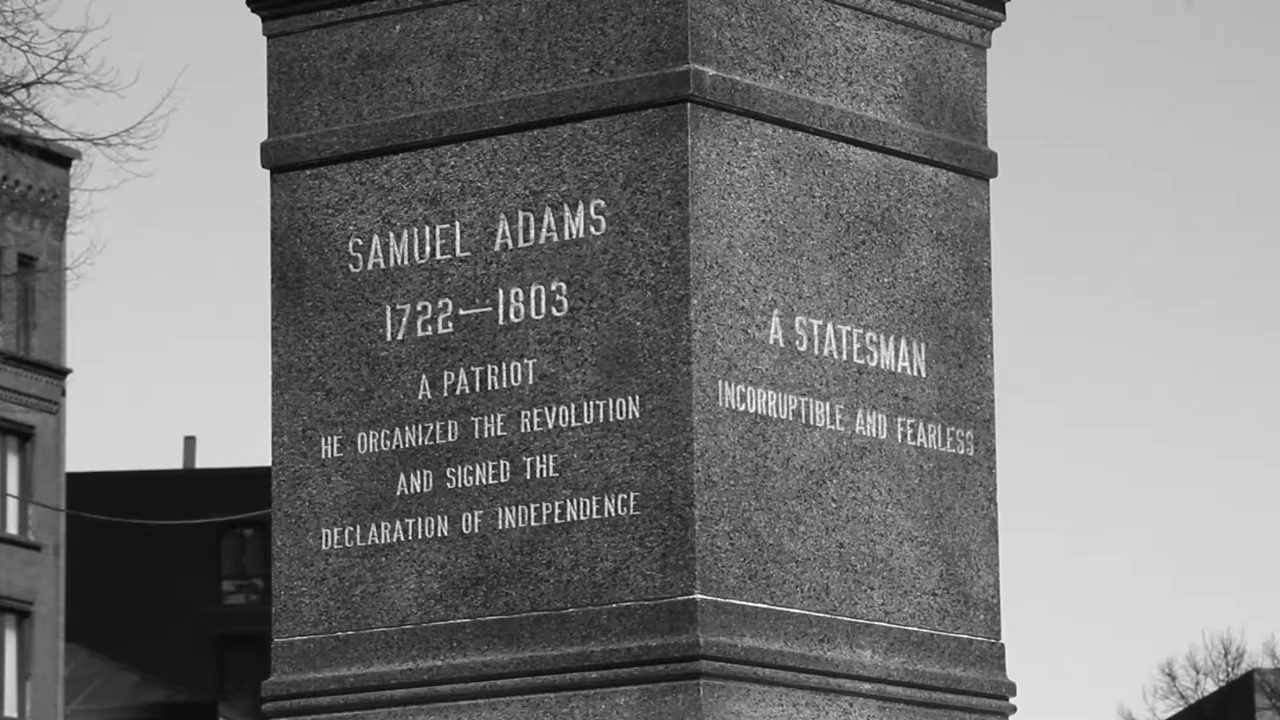 SAMUEL ADAMS
1722—1803
A PATRIOT
HE ORGANIZED THE REVOLUTION
AND SIGNED THE
DECLARATION OF INDEPENDENCE
A STATESMAN
INCORRUPTIBLE AND FEARLESS